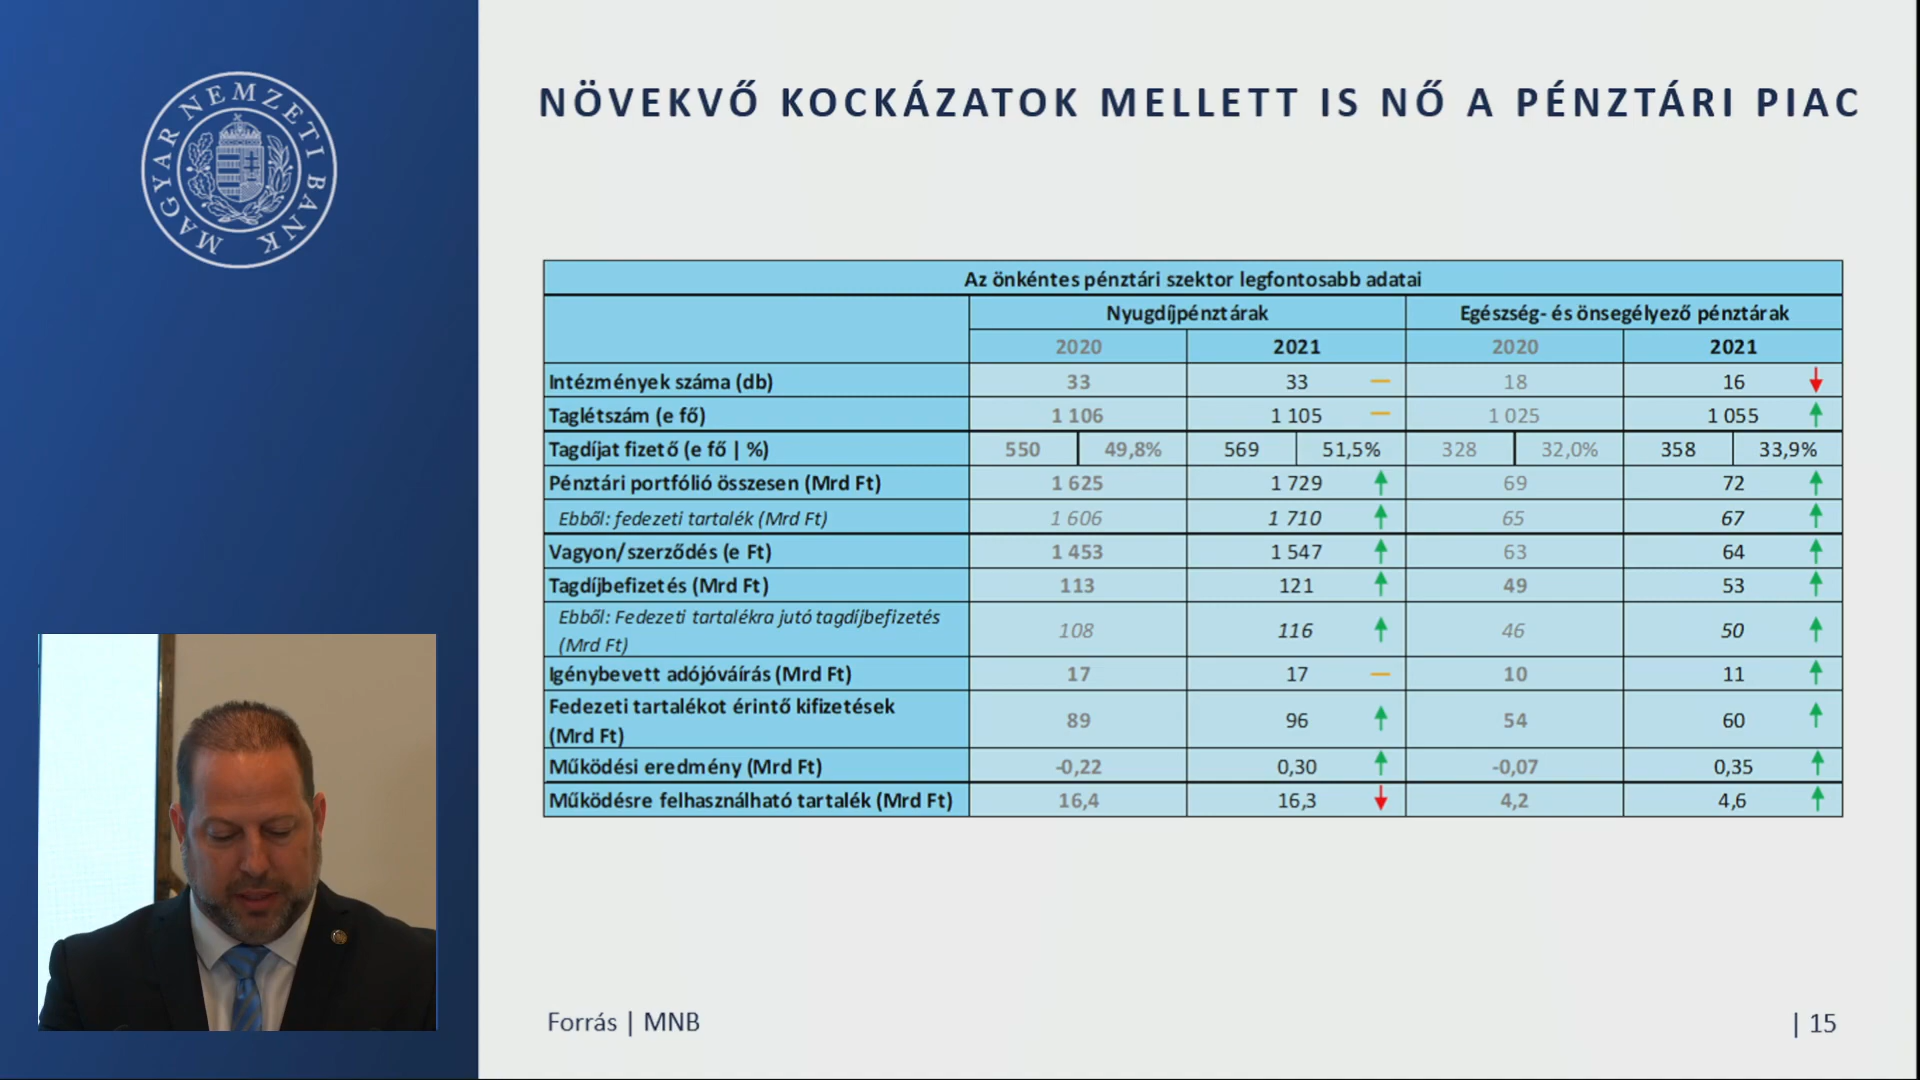 MAGYAR NEMZETI BANK
NÖVEKVŐ KOCKÁZATOK MELLETT IS NŐ A PÉNZTÁRI PIAC
Az önkéntes pénztári szektor legfontosabb adatai
Nyugdíjpénztárak Egészség- és önsegélyező pénztárak
2020 2021 2020 2021
Intézmények száma (db) 33 33 18 16
Taglétszám (e fő) 1 106 1 105 1 025 1 055
Tagdíjat fizető (e fő | %) 550 49,8% 569 51,5% 328 32,0% 358 33,9%
Pénztári portfólió összesen (Mrd Ft) 1 625 1 729 69 72
Ebből: fedezeti tartalék (Mrd Ft) 1 606 1 710 65 67
Vagyon/szerződés (e Ft) 1 453 1 547 63 64
Tagdíjbefizetés (Mrd Ft) 113 121 49 53
Ebből: Fedezeti tartalékra jutó tagdíjbefizetés
(Mrd Ft) 108 116 46 50
Igénybevett adójóváírás (Mrd Ft) 17 17 10 11
Fedezeti tartalékot érintő kifizetések
(Mrd Ft) 89 96 54 60
Működési eredmény (Mrd Ft) -0,22 0,30 -0,07 0,35
Működésre felhasználható tartalék (Mrd Ft) 16,4 16,3 4,2 4,6
Forrás | MNB
| 15